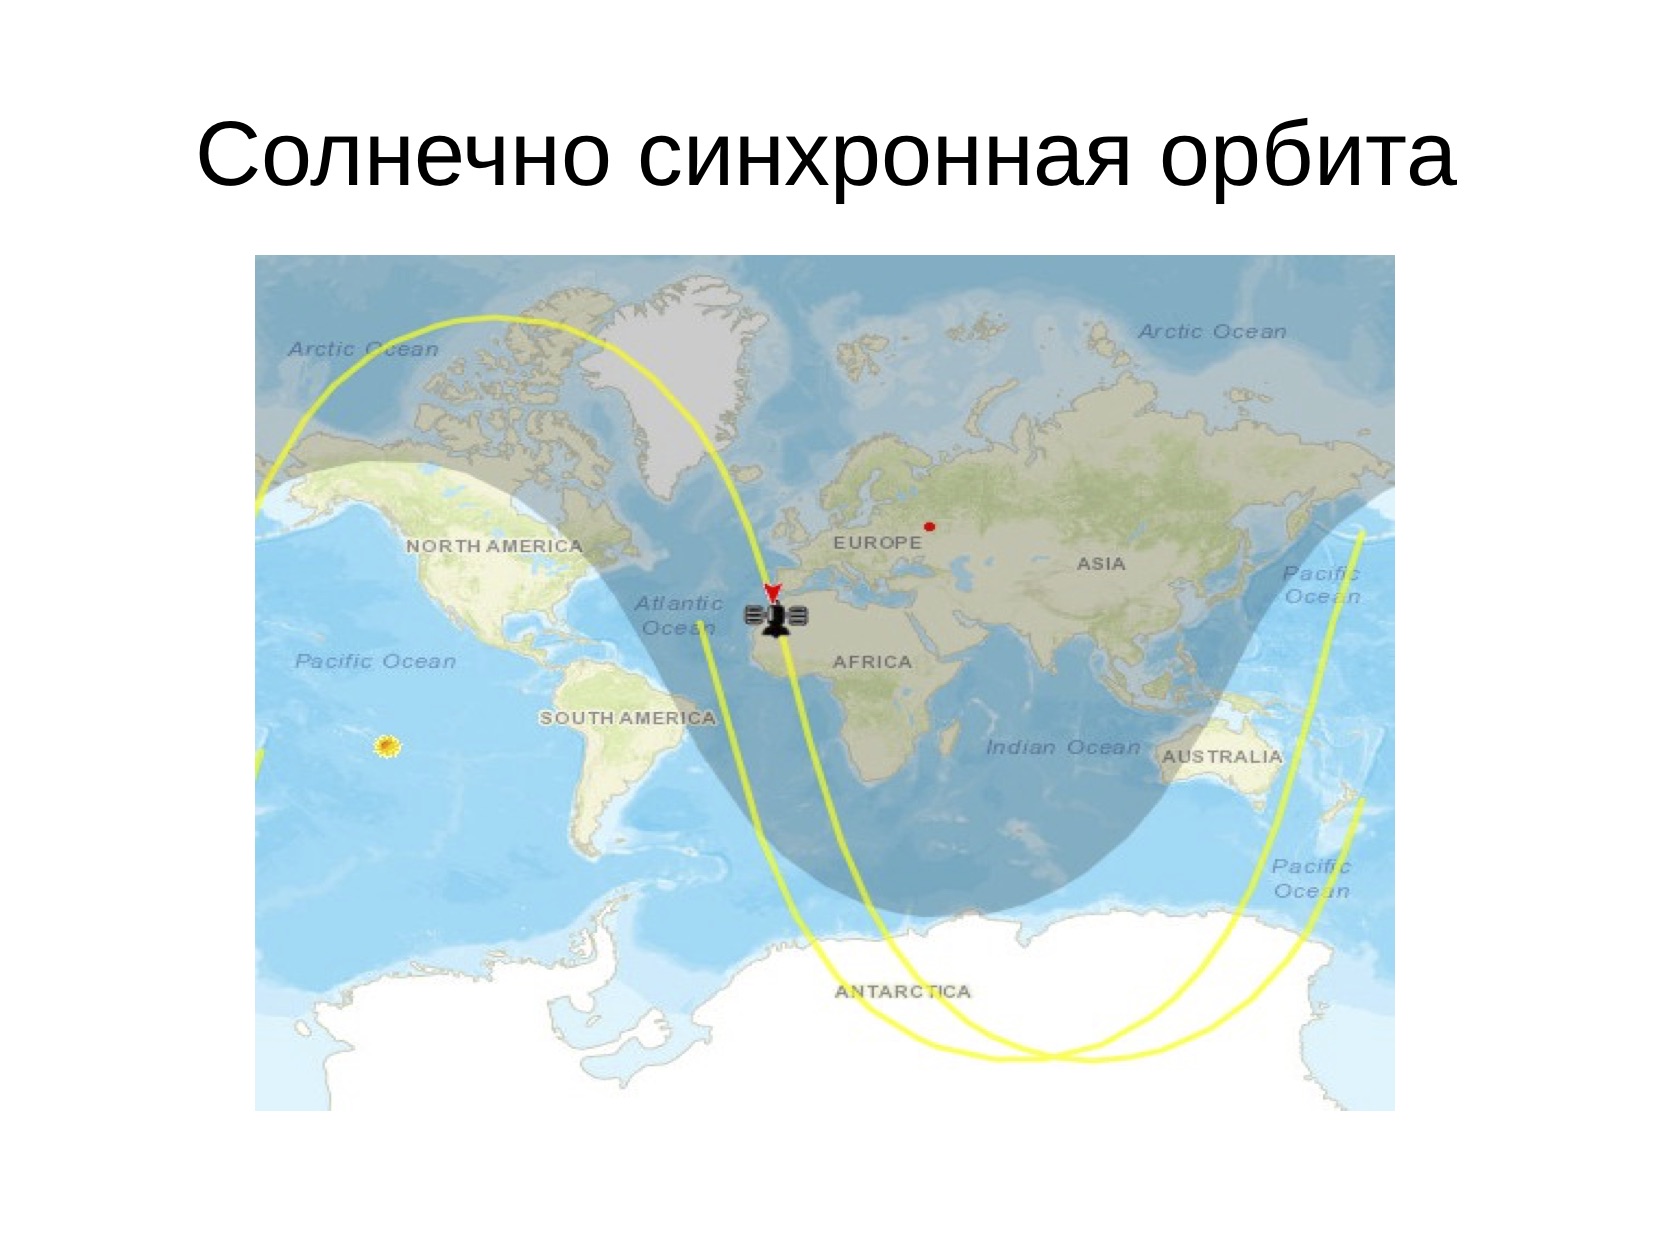 Солнечно синхронная орбита
Arctic Ocean
Arctic Ocean
NORTH AMERICA
EUROPE
ASIA
Pacific
Ocean
Atlantic
Ocean
Pacific Ocean
AFRICA
SOUTH AMERICA
Indian Ocean
AUSTRALIA
Pacific
Ocean
ANTARCTICA